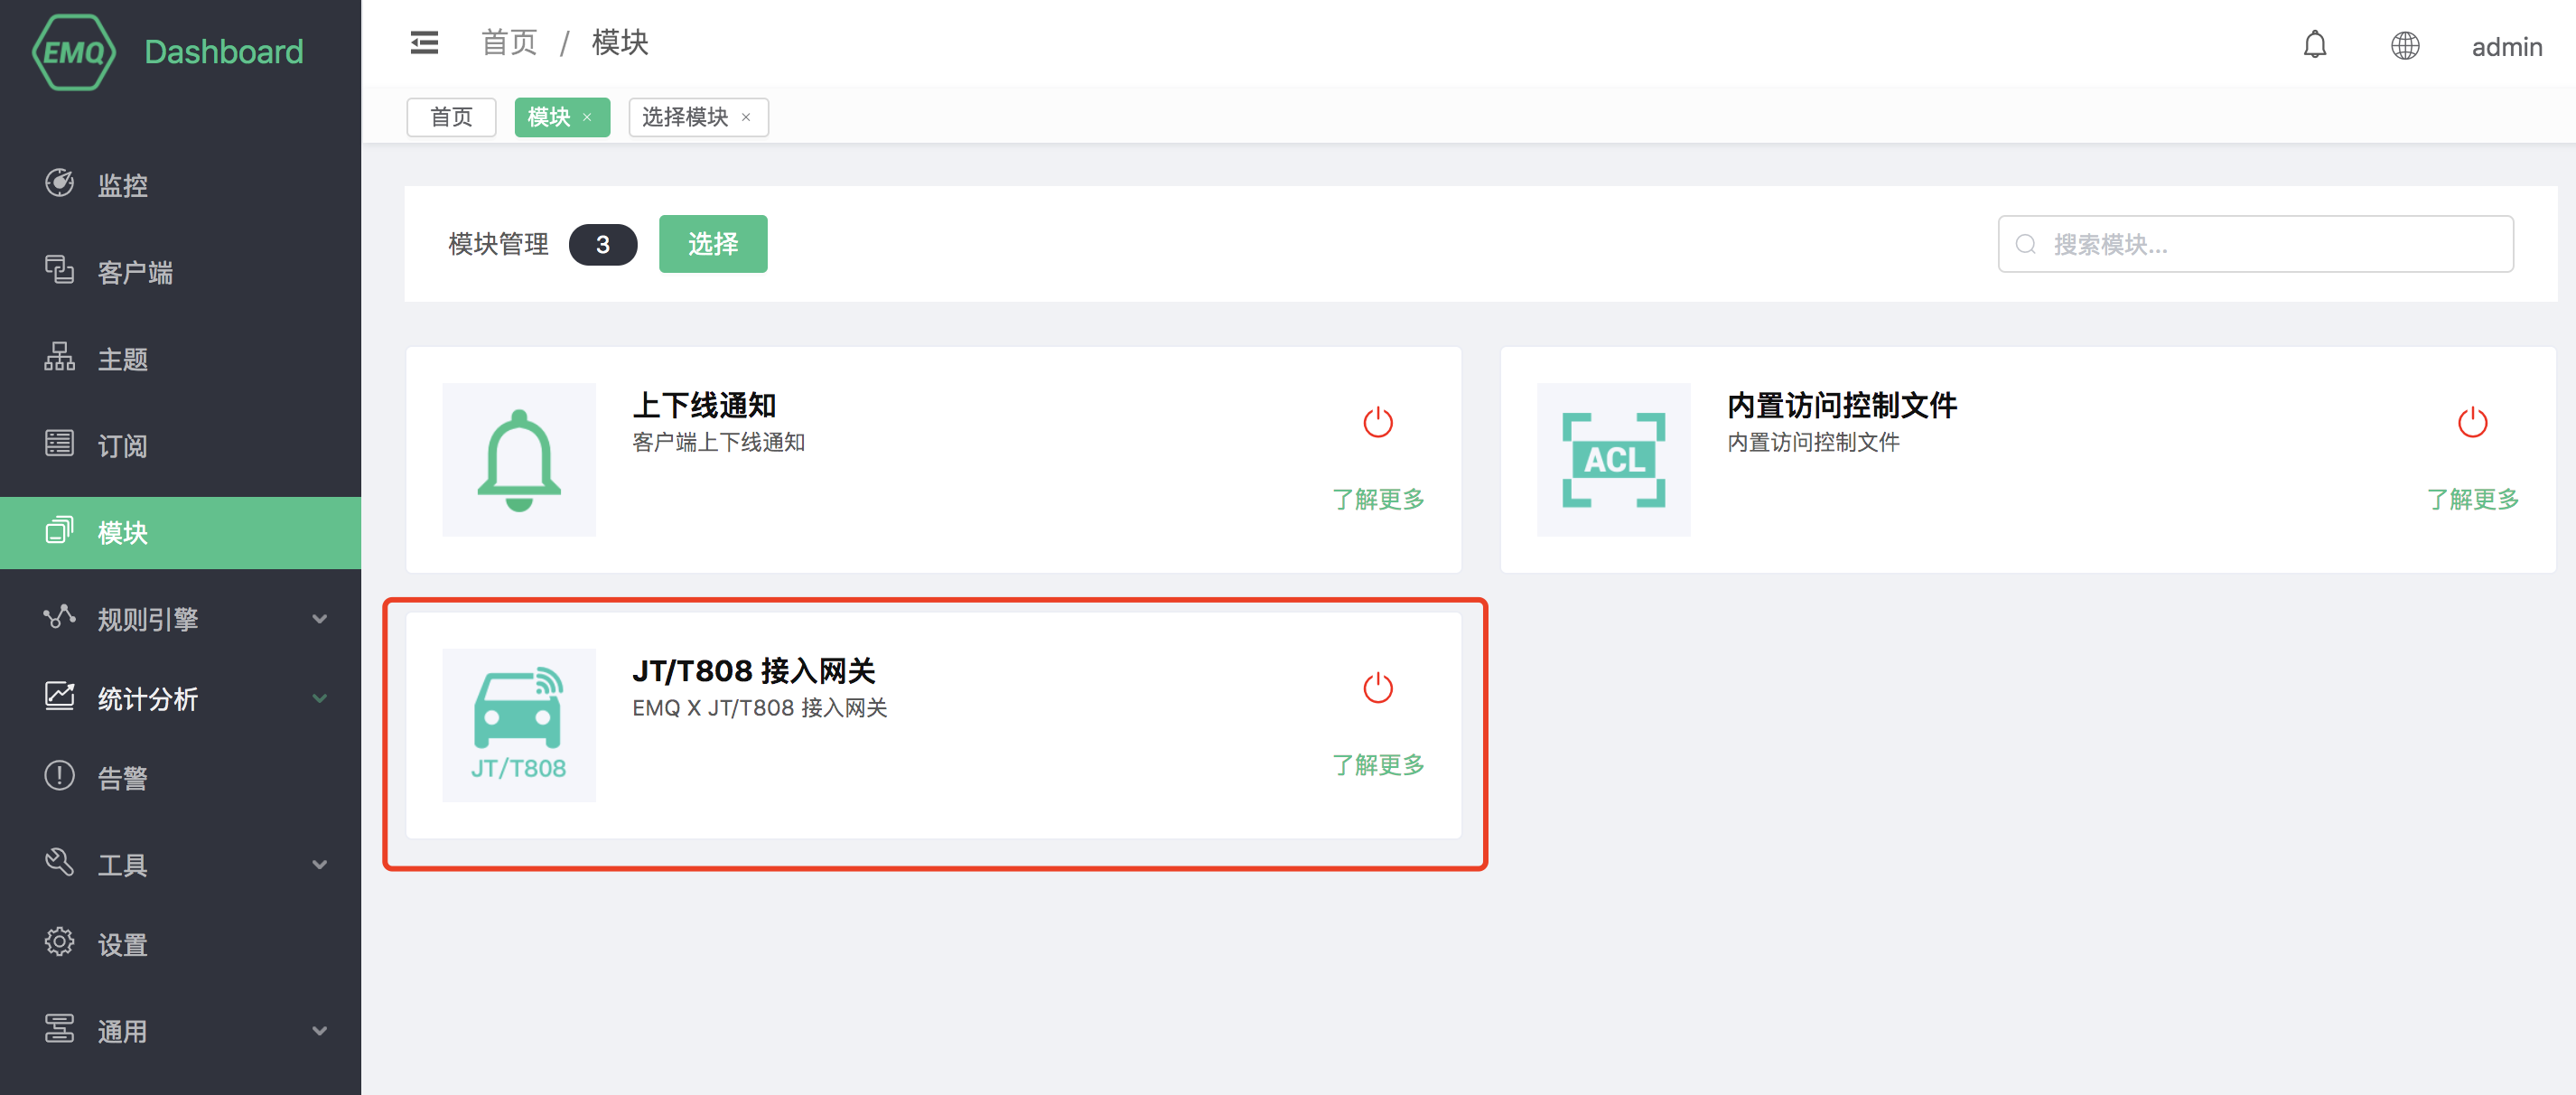 EMQ Dashboard
监控
客户端
主题
订阅
模块
规则引擎
统计分析
告警
工具
设置
通用
首页 / 模块
admin
首页 模块 × 选择模块 ×
模块管理 3 选择
搜索模块...
上下线通知
客户端上下线通知
了解更多
ACL
内置访问控制文件
内置访问控制文件
了解更多
JT/T808
JT/T808 接入网关
EMQ X JT/T808 接入网关
了解更多